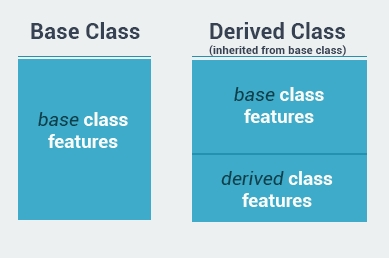 Base Class
base class
features
Derived Class
(inherited from base class)
base class
features
derived class
features